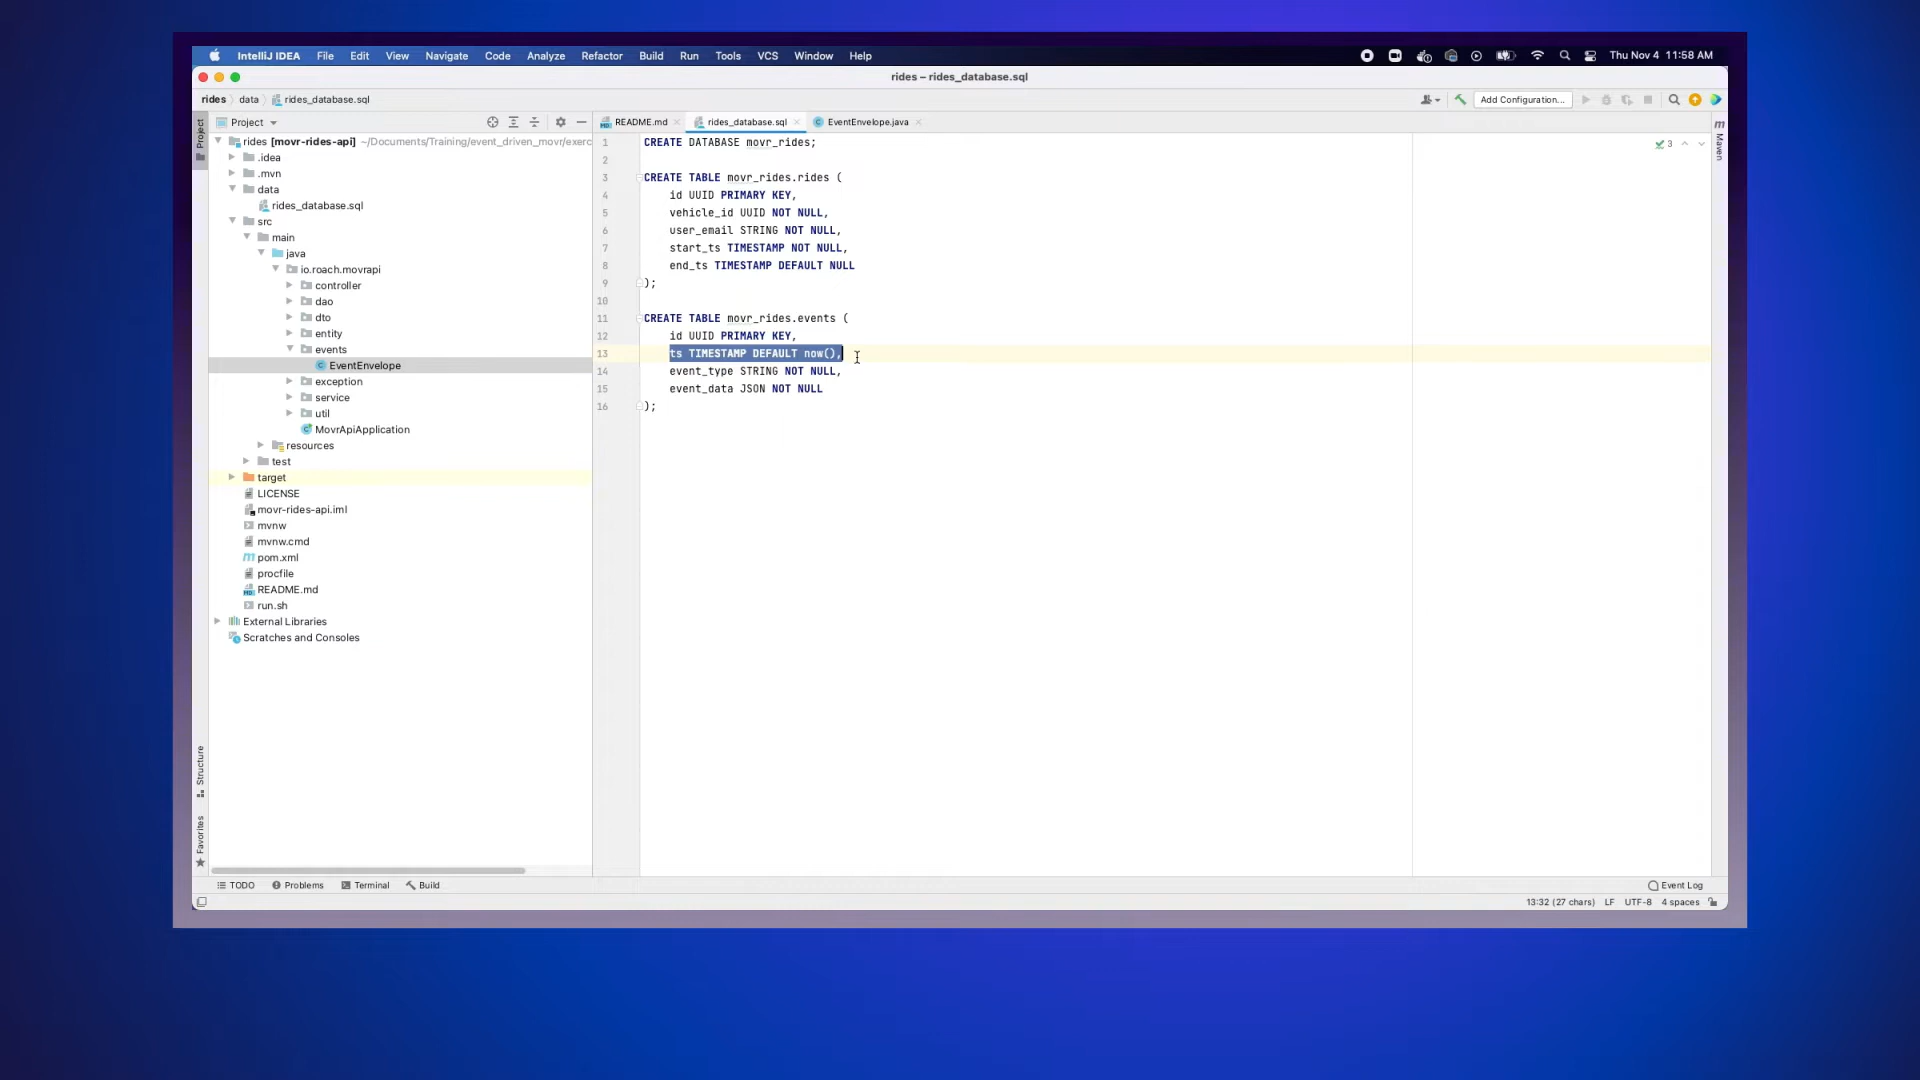 IntelliJ IDEA File Edit View Navigate Code Analyze Refactor Build Run Tools VCS Window Help Thu Nov 4 11:58 AM
rides – rides_database.sql
rides data rides_database.sql Add Configuration...
Project README.md rides_database.sql EventEnvelope.java
Project
rides [movr-rides-api] ~/Documents/Training/event_driven_movr/exerc
.idea
.mvn
data
rides_database.sql
src
main
java
io.roach.movrapi
controller
dao
dto
entity
events
EventEnvelope
exception
service
util
MovrApiApplication
resources
test
target
LICENSE
movr-rides-api.iml
mvnw
mvnw.cmd
pom.xml
procfile
README.md
run.sh
External Libraries
Scratches and Consoles
Structure
Favorites
1 CREATE DATABASE movr_rides;
2
3 CREATE TABLE movr_rides.rides (
4 id UUID PRIMARY KEY,
5 vehicle_id UUID NOT NULL,
6 user_email STRING NOT NULL,
7 start_ts TIMESTAMP NOT NULL,
8 end_ts TIMESTAMP DEFAULT NULL
9 );
10
11 CREATE TABLE movr_rides.events (
12 id UUID PRIMARY KEY,
13 ts TIMESTAMP DEFAULT now(),
14 event_type STRING NOT NULL,
15 event_data JSON NOT NULL
16 );
3
m Maven
TODO Problems Terminal Build Event Log
13:32 (27 chars) LF UTF-8 4 spaces